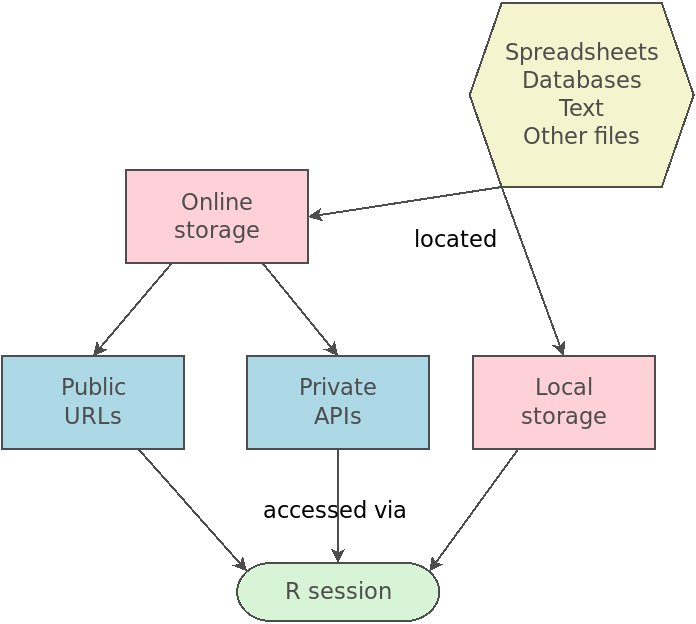 Spreadsheets
Databases
Text
Other files
Online
storage
located
Public
URLs
Private
APIs
Local
storage
accessed via
R session